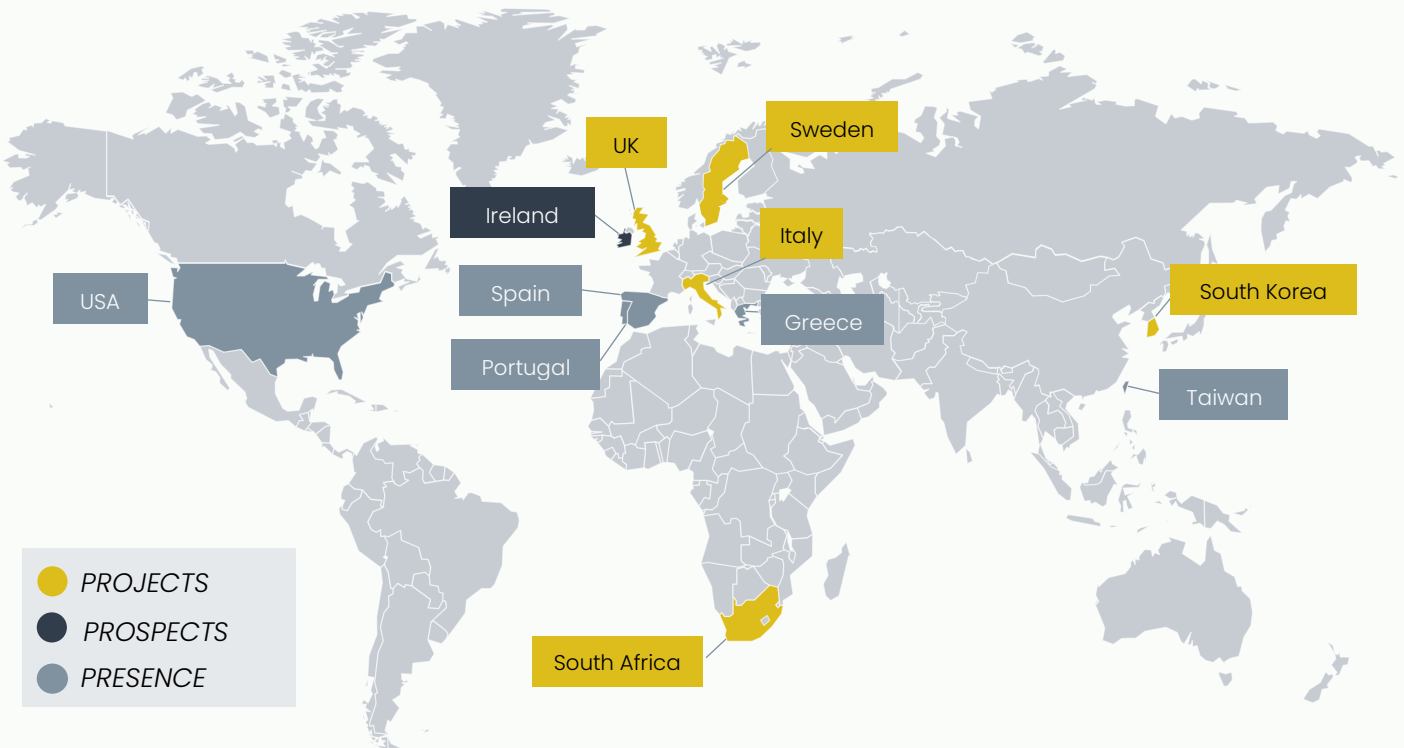 Sweden
UK
Ireland
Italy
USA
Spain
South Korea
Greece
Portugal
Taiwan
PROJECTS
PROSPECTS
PRESENCE
South Africa